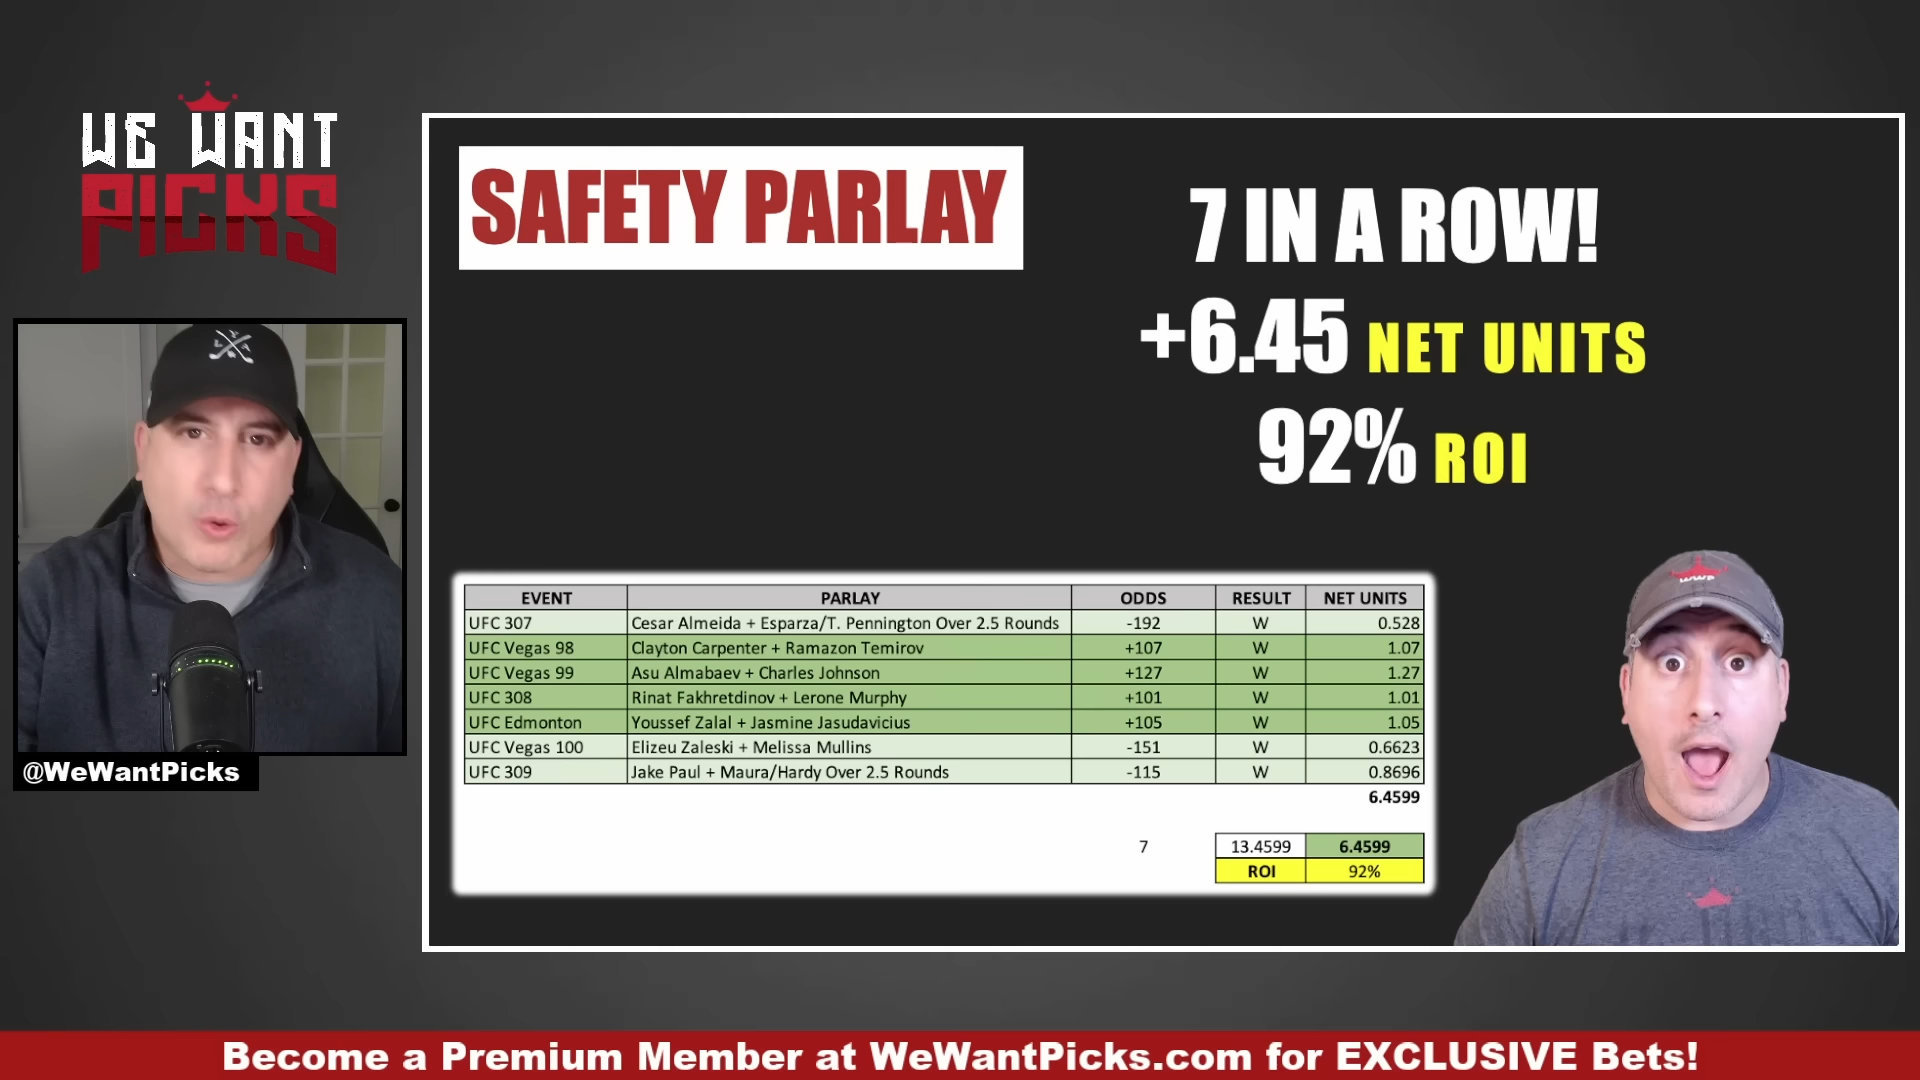 WE WANT
PICKS
@WeWantPicks
SAFETY PARLAY
7 IN A ROW!
+6.45 NET UNITS
92% ROI
EVENT PARLAY ODDS RESULT NET UNITS
UFC 307 Cesar Almeida + Esparza/T. Pennington Over 2.5 Rounds -192 W 0.528
UFC Vegas 98 Clayton Carpenter + Ramazon Temirov +107 W 1.07
UFC Vegas 99 Asu Almabaev + Charles Johnson +127 W 1.27
UFC 308 Rinat Fakhretdinov + Lerone Murphy +101 W 1.01
UFC Edmonton Youssef Zalal + Jasmine Jasudavicius +105 W 1.05
UFC Vegas 100 Elizeu Zaleski + Melissa Mullins -151 W 0.6623
UFC 309 Jake Paul + Maura/Hardy Over 2.5 Rounds -115 W 0.8696
6.4599
7 13.4599 6.4599
ROI 92%
Become a Premium Member at WeWantPicks.com for EXCLUSIVE Bets!